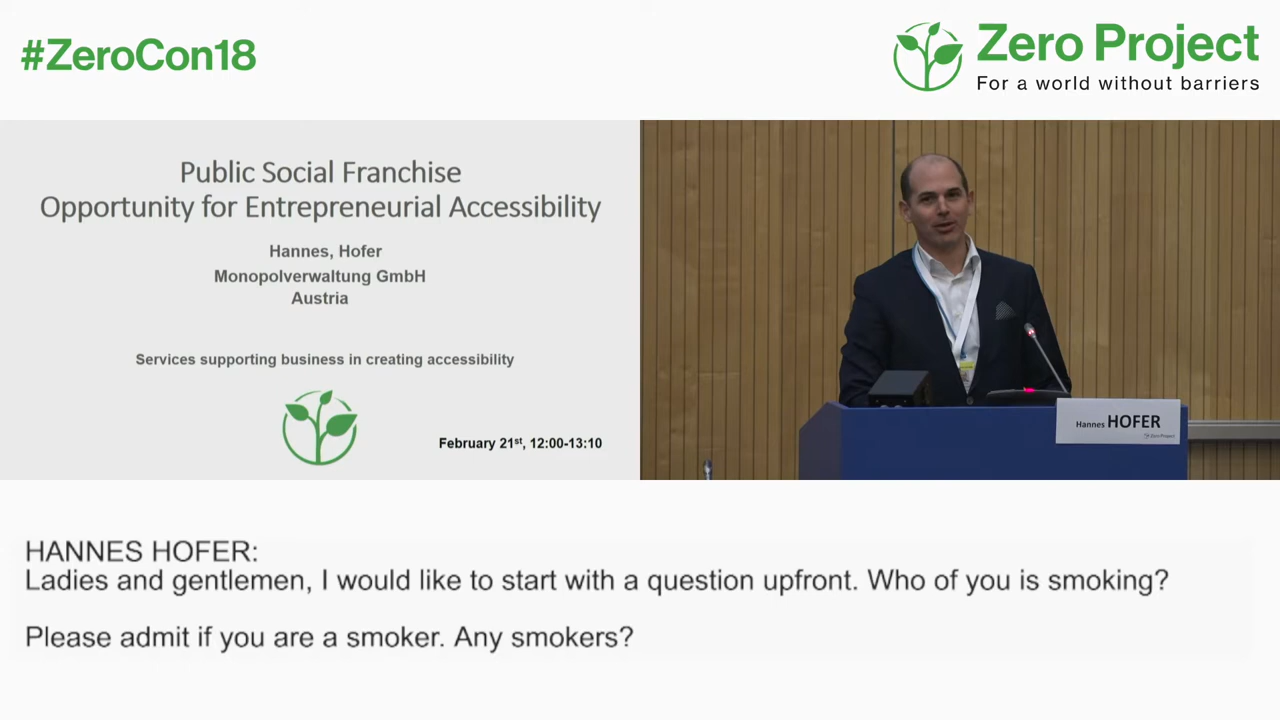 #ZeroCon18
Zero Project
For a world without barriers
Public Social Franchise
Opportunity for Entrepreneurial Accessibility
Hannes, Hofer
Monopolverwaltung GmbH
Austria
Services supporting business in creating accessibility
February 21st, 12:00-13:10
Hannes HOFER
Zero Project
HANNES HOFER:
Ladies and gentlemen, I would like to start with a question upfront. Who of you is smoking?
Please admit if you are a smoker. Any smokers?